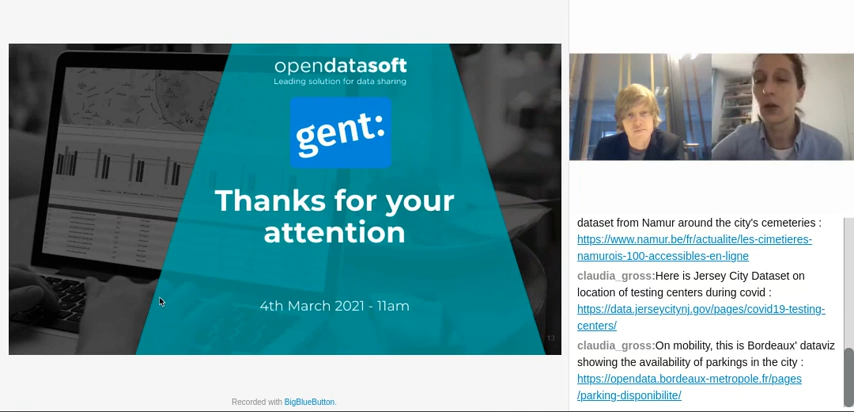 opendatasoft
Leading solution for data sharing
gent:
Thanks for your
attention
4th March 2021 - 11am
13
Recorded with BigBlueButton.
dataset from Namur around the city's cemeteries :
https://www.namur.be/fr/actualite/les-cimetieres-
namurois-100-accessibles-en-ligne
claudia_gross:Here is Jersey City Dataset on
location of testing centers during covid :
https://data.jerseycitynj.gov/pages/covid19-testing-
centers/
claudia_gross:On mobility, this is Bordeaux' dataviz
showing the availability of parkings in the city :
https://opendata.bordeaux-metropole.fr/pages
/parking-disponibilite/